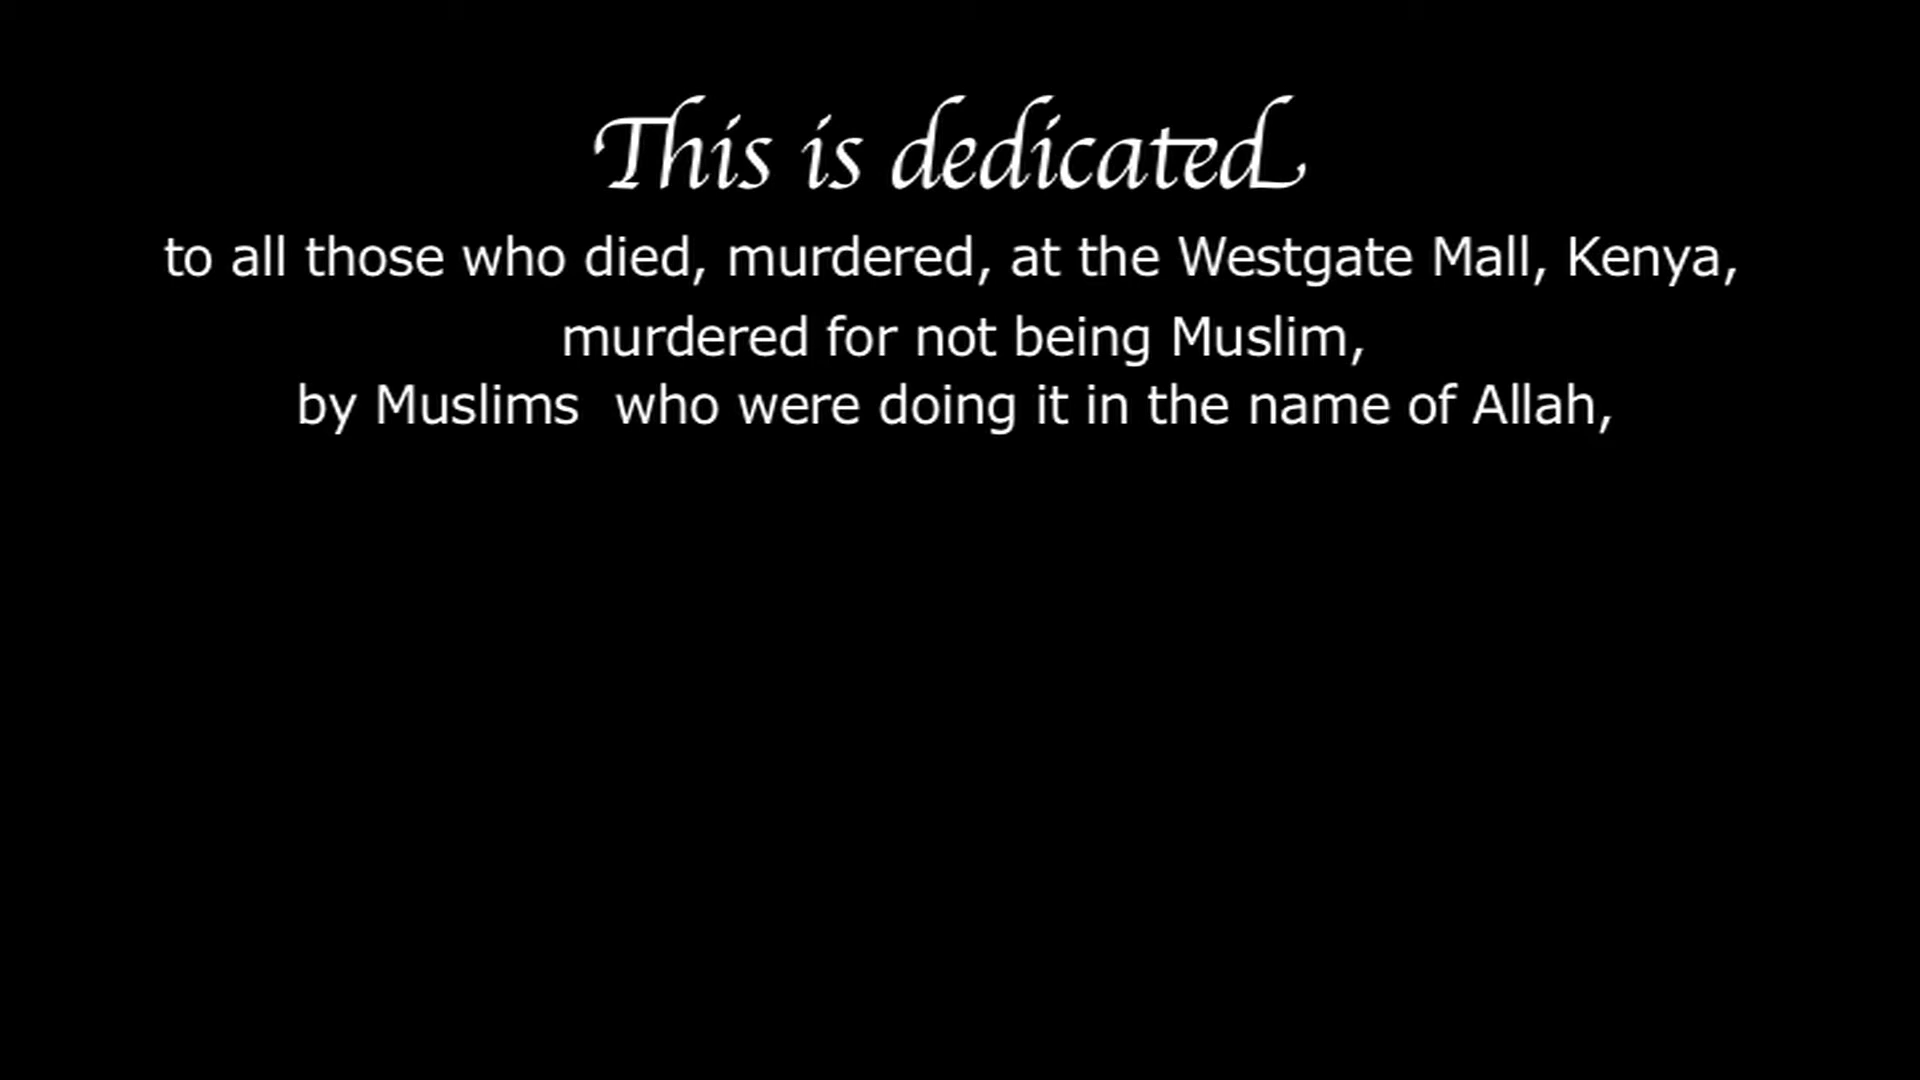 This is dedicated
to all those who died, murdered, at the Westgate Mall, Kenya,
murdered for not being Muslim,
by Muslims  who were doing it in the name of Allah,